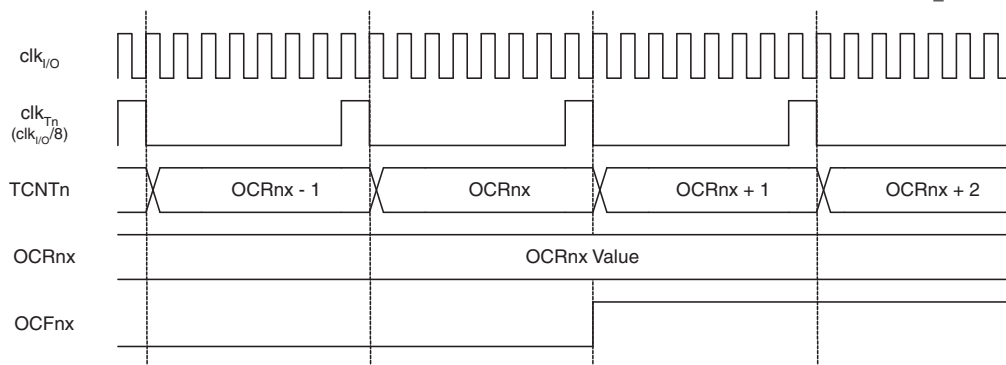 clkI/O
clkTn
(clkI/O/8)
TCNTn OCRnx - 1 OCRnx OCRnx + 1 OCRnx + 2
OCRnx OCRnx Value
OCFnx